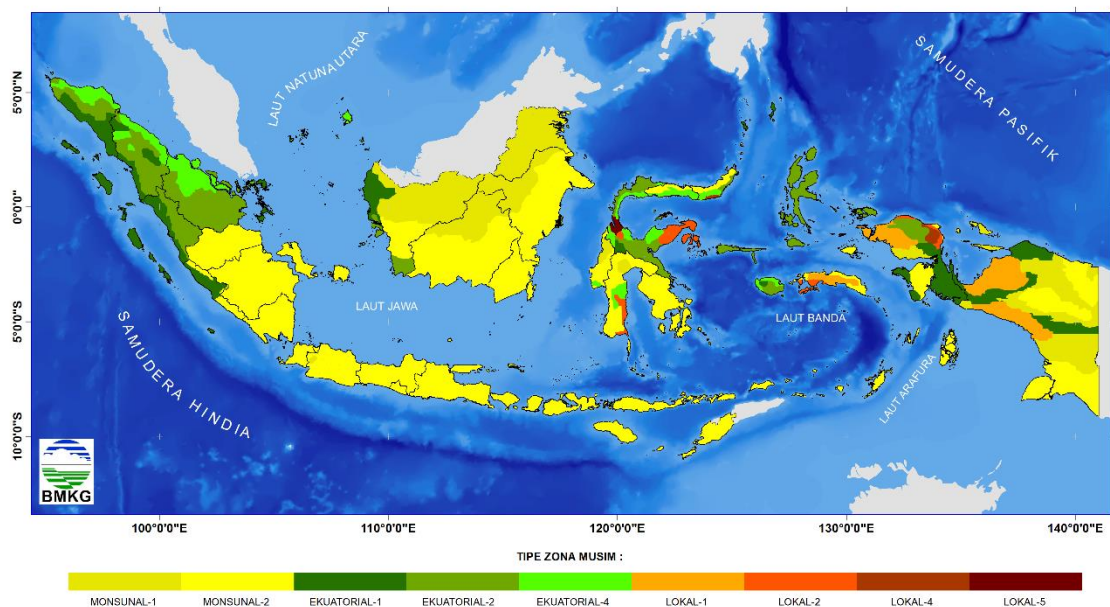 5°0'0"N
0°0'0"
5°0'0"S
10°0'0"S
LAUT NATUNA UTARA
SAMUDERA PASIFIK
LAUT JAWA
LAUT BANDA
LAUT ARAFURA
SAMUDERA HINDIA
BMKG
100°0'0"E
110°0'0"E
120°0'0"E
130°0'0"E
140°0'0"E
TIPE ZONA MUSIM :
MONSUNAL-1
MONSUNAL-2
EKUATORIAL-1
EKUATORIAL-2
EKUATORIAL-4
LOKAL-1
LOKAL-2
LOKAL-4
LOKAL-5